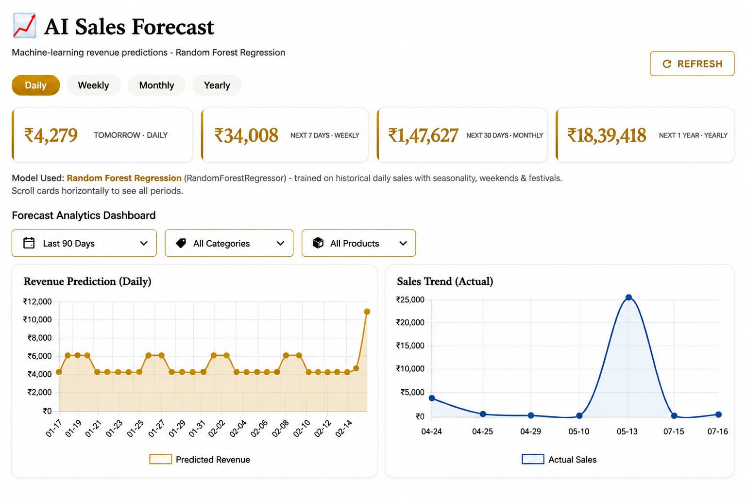 AI Sales Forecast
Machine-learning revenue predictions - Random Forest Regression
REFRESH
Daily Weekly Monthly Yearly
₹4,279 TOMORROW · DAILY
₹34,008 NEXT 7 DAYS · WEEKLY
₹1,47,627 NEXT 30 DAYS · MONTHLY
₹18,39,418 NEXT 1 YEAR · YEARLY
Model Used: Random Forest Regression (RandomForestRegressor) - trained on historical daily sales with seasonality, weekends & festivals.
Scroll cards horizontally to see all periods.
Forecast Analytics Dashboard
Last 90 Days All Categories All Products
Revenue Prediction (Daily)
₹12,000
₹10,000
₹8,000
₹6,000
₹4,000
₹2,000
₹0
01-17 01-19 01-21 01-23 01-25 01-27 01-29 01-31 02-02 02-04 02-06 02-08 02-10 02-12 02-14
Predicted Revenue
Sales Trend (Actual)
₹25,000
₹20,000
₹15,000
₹10,000
₹5,000
₹0
04-24 04-25 04-29 05-10 05-13 07-15 07-16
Actual Sales